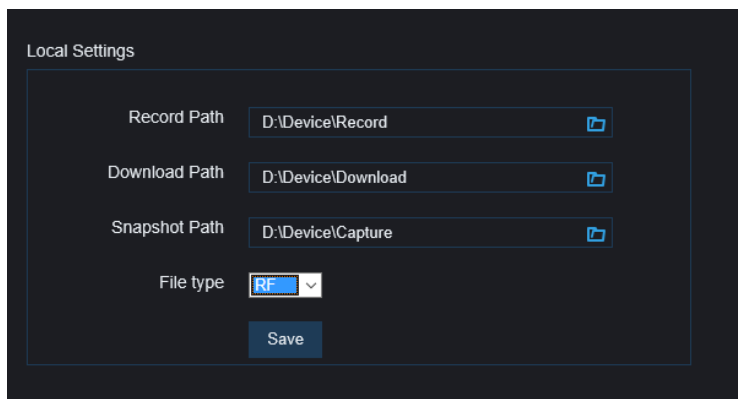 Local Settings
Record Path D:\Device\Record
Download Path D:\Device\Download
Snapshot Path D:\Device\Capture
File type RF
Save